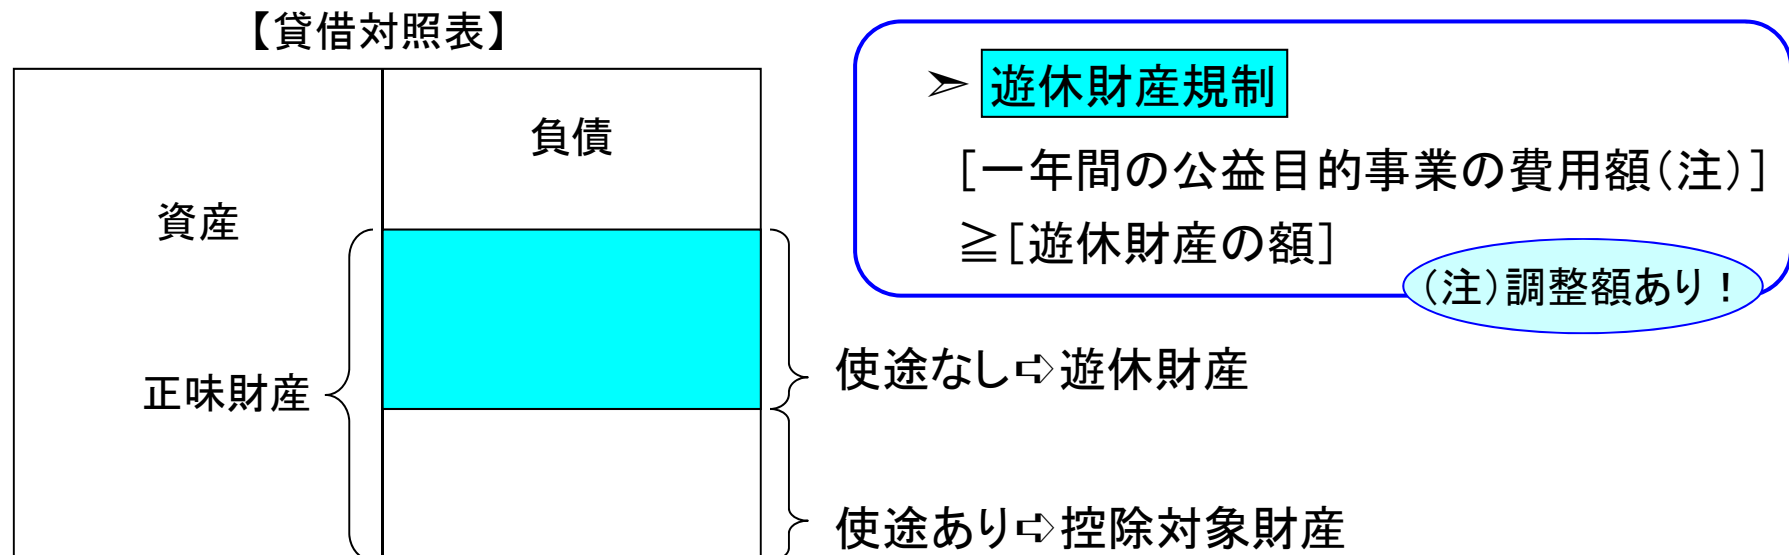 【貸借対照表】
負債
資産
正味財産
➢ 遊休財産規制
[一年間の公益目的事業の費用額(注)]
≧[遊休財産の額]
(注)調整額あり!
使途なし➪遊休財産
使途あり➪控除対象財産